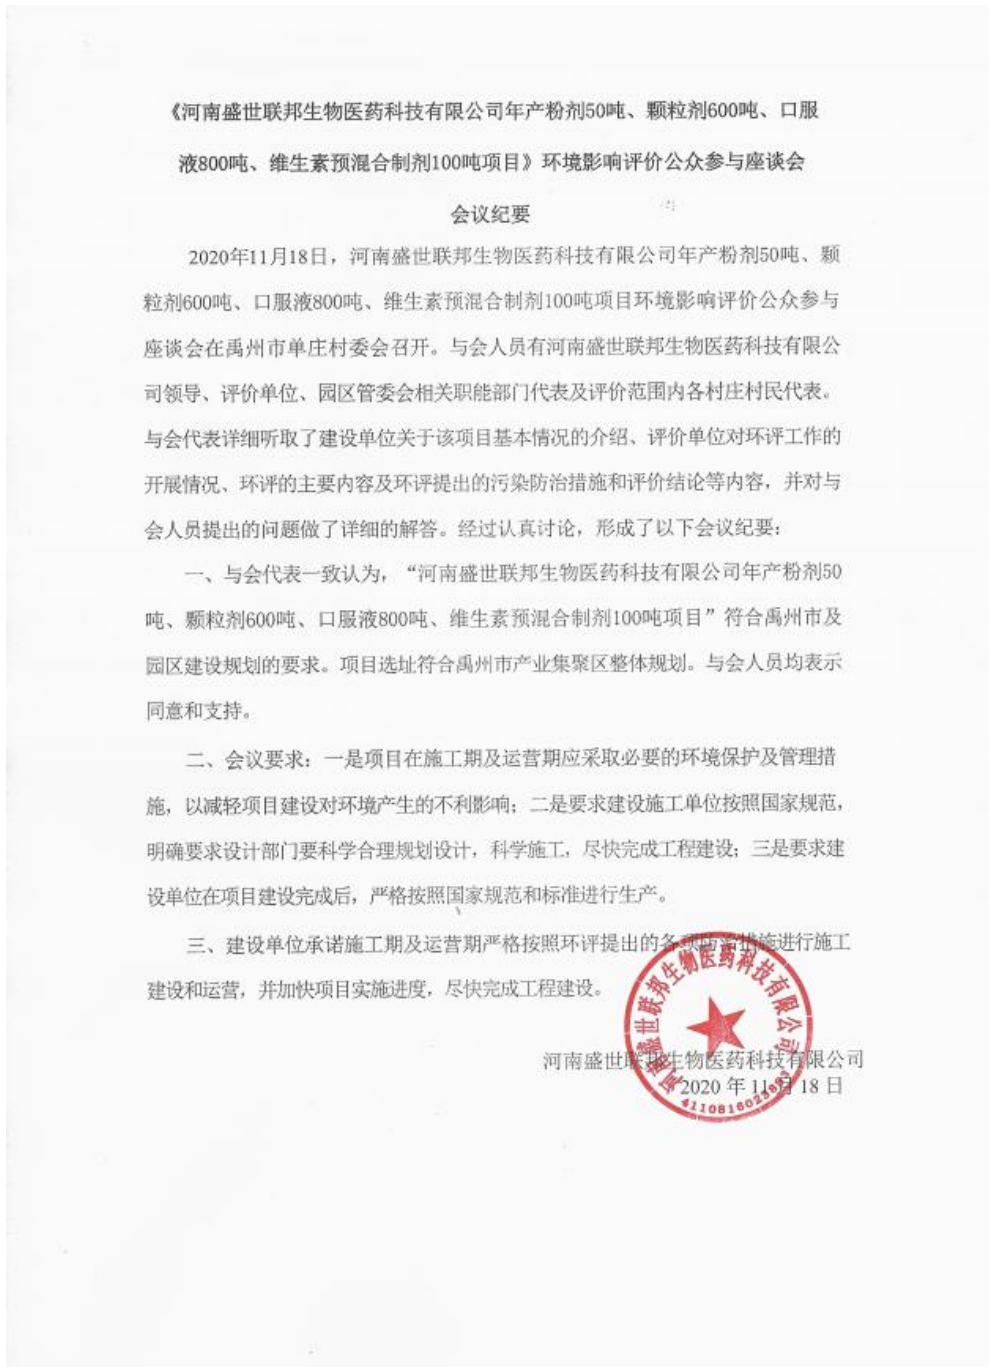 《河南盛世联邦生物医药科技有限公司年产粉剂50吨、颗粒剂600吨、口服
液800吨、维生素预混合制剂100吨项目》环境影响评价公众参与座谈会
会议纪要
2020年11月18日，河南盛世联邦生物医药科技有限公司年产粉剂50吨、颗
粒剂600吨、口服液800吨、维生素预混合制剂100吨项目环境影响评价公众参与
座谈会在禹州市单庄村委会召开。与会人员有河南盛世联邦生物医药科技有限公
司领导、评价单位、园区管委会相关职能部门代表及评价范围内各村庄村民代表。
与会代表详细听取了建设单位关于该项目基本情况的介绍、评价单位对环评工作的
开展情况、环评的主要内容及环评提出的污染防治措施和评价结论等内容，并对与
会人员提出的问题做了详细的解答。经过认真讨论，形成了以下会议纪要：
一、与会代表一致认为，“河南盛世联邦生物医药科技有限公司年产粉剂50
吨、颗粒剂600吨、口服液800吨、维生素预混合制剂100吨项目”符合禹州市及
园区建设规划的要求。项目选址符合禹州市产业集聚区整体规划。与会人员均表示
同意和支持。
二、会议要求：一是项目在施工期及运营期应采取必要的环境保护及管理措
施，以减轻项目建设对环境产生的不利影响；二是要求建设施工单位按照国家规范，
明确要求设计部门要科学合理规划设计，科学施工，尽快完成工程建设；三是要求建
设单位在项目建设完成后，严格按照国家规范和标准进行生产。
三、建设单位承诺施工期及运营期严格按照环评提出的各项防治措施进行施工
建设和运营，并加快项目实施进度，尽快完成工程建设。
河南盛世联邦生物医药科技有限公司
河南盛世联邦生物医药科技有限公司
2020 年 11 月 18 日